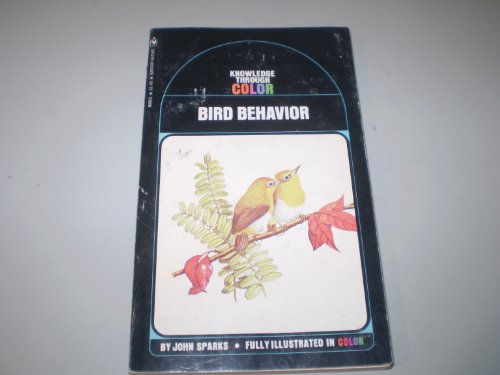 KNOWLEDGE
THROUGH
COLOR
BIRD BEHAVIOR
BY JOHN SPARKS • FULLY ILLUSTRATED IN COLOR